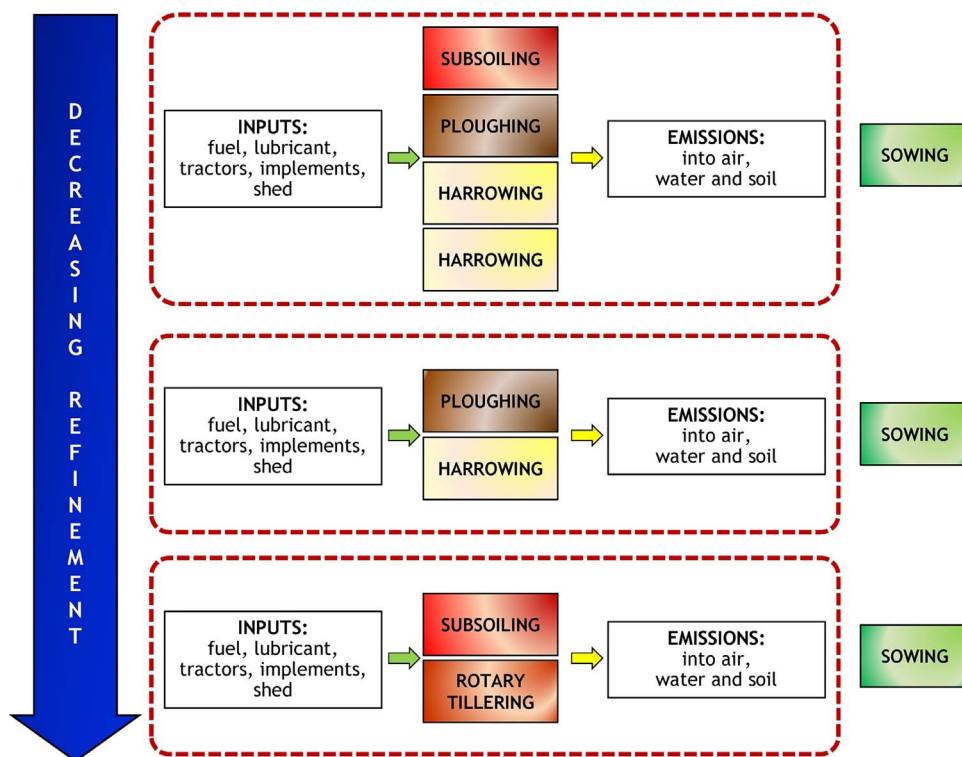 DECREASING REFINEMENT
SUBSOILING
PLOUGHING
HARROWING
HARROWING
INPUTS:
fuel, lubricant,
tractors, implements,
shed
EMISSIONS:
into air,
water and soil
SOWING
PLOUGHING
HARROWING
INPUTS:
fuel, lubricant,
tractors, implements,
shed
EMISSIONS:
into air,
water and soil
SOWING
SUBSOILING
ROTARY
TILLERING
INPUTS:
fuel, lubricant,
tractors, implements,
shed
EMISSIONS:
into air,
water and soil
SOWING